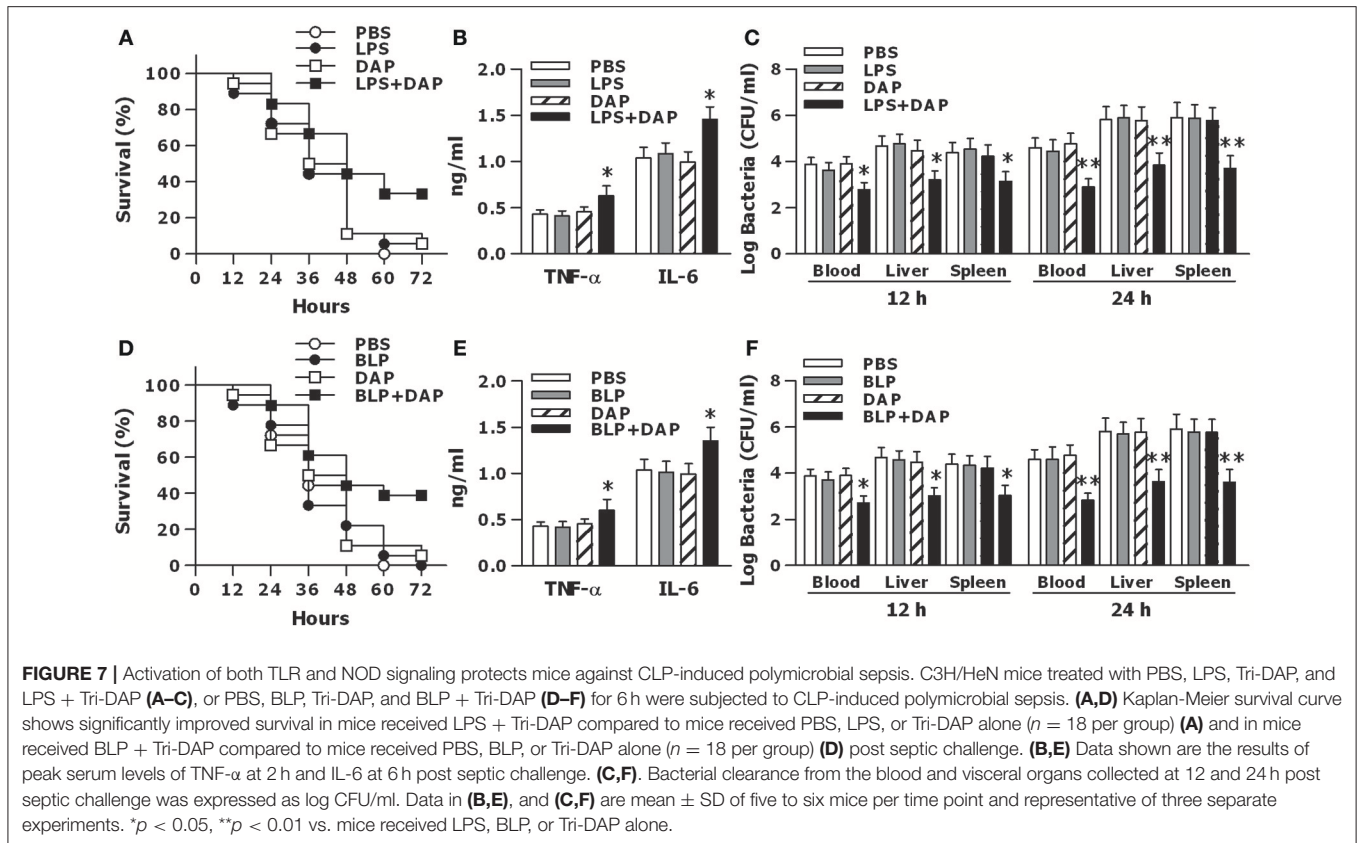 A
PBS
LPS
DAP
LPS+DAP
Survival (%)
100
80
60
40
20
0
0 12 24 36 48 60 72
Hours
B
PBS
LPS
DAP
LPS+DAP
ng/ml
2.0
1.5
1.0
0.5
0.0
*
*
TNF-α IL-6
C
PBS
LPS
DAP
LPS+DAP
Log Bacteria (CFU/ml)
8
6
4
2
0
* * * ** ** **
Blood Liver Spleen Blood Liver Spleen
12 h 24 h
D
PBS
BLP
DAP
BLP+DAP
Survival (%)
100
80
60
40
20
0
0 12 24 36 48 60 72
Hours
E
PBS
BLP
DAP
BLP+DAP
ng/ml
2.0
1.5
1.0
0.5
0.0
*
*
TNF-α IL-6
F
PBS
BLP
DAP
BLP+DAP
Log Bacteria (CFU/ml)
8
6
4
2
0
* * * ** ** **
Blood Liver Spleen Blood Liver Spleen
12 h 24 h
FIGURE 7 | Activation of both TLR and NOD signaling protects mice against CLP-induced polymicrobial sepsis. C3H/HeN mice treated with PBS, LPS, Tri-DAP, and
LPS + Tri-DAP (A–C), or PBS, BLP, Tri-DAP, and BLP + Tri-DAP (D–F) for 6 h were subjected to CLP-induced polymicrobial sepsis. (A,D) Kaplan-Meier survival curve
shows significantly improved survival in mice received LPS + Tri-DAP compared to mice received PBS, LPS, or Tri-DAP alone (n = 18 per group) (A) and in mice
received BLP + Tri-DAP compared to mice received PBS, BLP, or Tri-DAP alone (n = 18 per group) (D) post septic challenge. (B,E) Data shown are the results of
peak serum levels of TNF-α at 2 h and IL-6 at 6 h post septic challenge. (C,F). Bacterial clearance from the blood and visceral organs collected at 12 and 24 h post
septic challenge was expressed as log CFU/ml. Data in (B,E), and (C,F) are mean ± SD of five to six mice per time point and representative of three separate
experiments. *p < 0.05, **p < 0.01 vs. mice received LPS, BLP, or Tri-DAP alone.